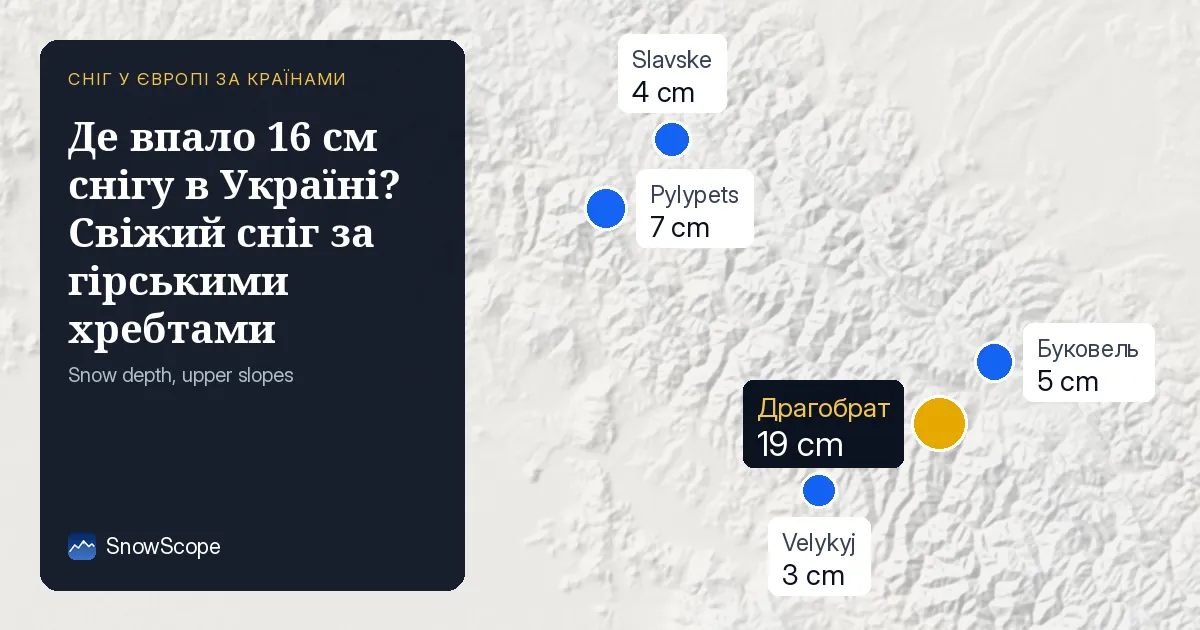 СНІГ У ЄВРОПІ ЗА КРАЇНАМИ
Де впало 16 см
снігу в Україні?
Свіжий сніг за
гірськими
хребтами
Snow depth, upper slopes
SnowScope
Slavske
4 cm
Pylypets
7 cm
Буковель
5 cm
Драгобрат
19 cm
Velykyj
3 cm